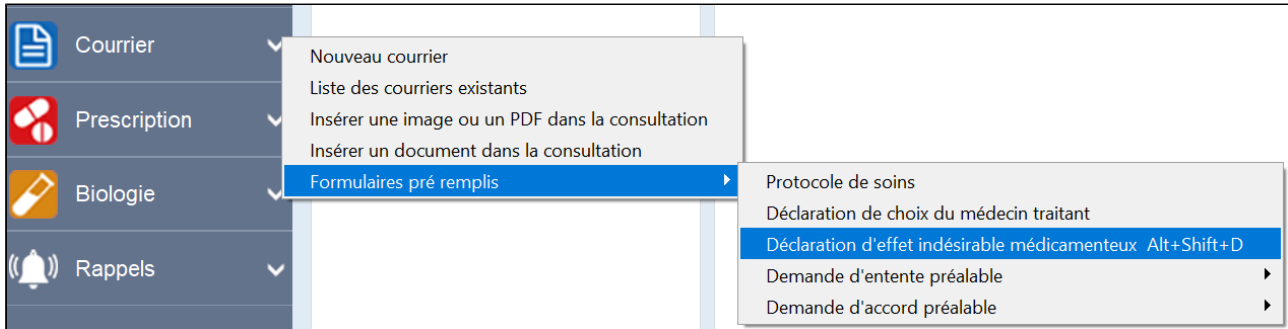 Courrier
Prescription
Biologie
Rappels
Nouveau courrier
Liste des courriers existants
Insérer une image ou un PDF dans la consultation
Insérer un document dans la consultation
Formulaires pré remplis
Protocole de soins
Déclaration de choix du médecin traitant
Déclaration d'effet indésirable médicamenteux Alt+Shift+D
Demande d'entente préalable
Demande d'accord préalable